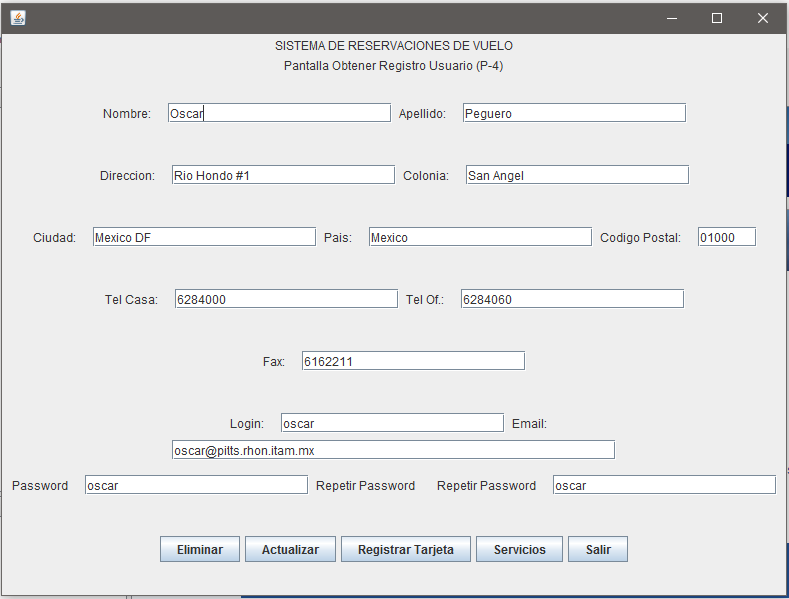 SISTEMA DE RESERVACIONES DE VUELO
Pantalla Obtener Registro Usuario (P-4)
Nombre: Oscar Apellido: Peguero
Direccion: Rio Hondo #1 Colonia: San Angel
Ciudad: Mexico DF Pais: Mexico Codigo Postal: 01000
Tel Casa: 6284000 Tel Of.: 6284060
Fax: 6162211
Login: oscar Email:
oscar@pitts.rhon.itam.mx
Password oscar Repetir Password Repetir Password oscar
Eliminar Actualizar Registrar Tarjeta Servicios Salir